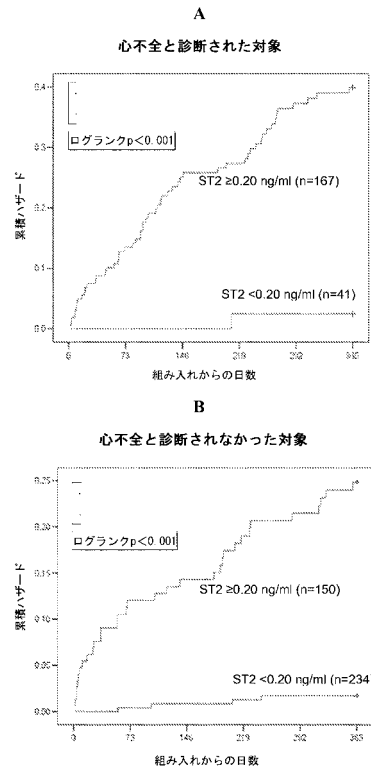 A
心不全と診断された対象
0.4
ログランクp<0.001
0.3
ST2 ≥0.20 ng/ml (n=167)
累積ハザード
0.2
0.1
ST2 <0.20 ng/ml (n=41)
0.0
0 73 146 219 292 365
組み入れからの日数
B
心不全と診断されなかった対象
0.25
0.20
ログランクp<0.001
0.15
ST2 ≥0.20 ng/ml (n=150)
累積ハザード
0.10
0.05
ST2 <0.20 ng/ml (n=234)
0.00
0 73 146 219 292 365
組み入れからの日数